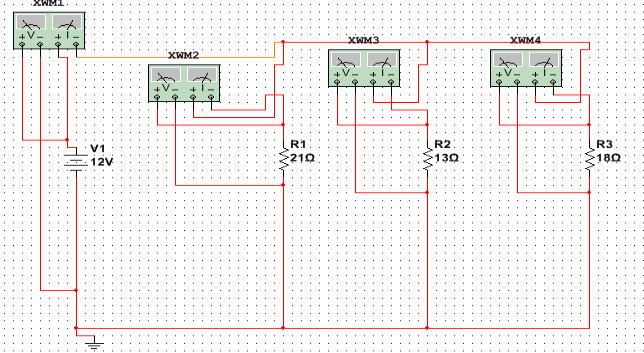 XWM1
V I
+ - + -
XWM2
V I
+ - + -
XWM3
V I
+ - + -
XWM4
V I
+ - + -
V1
12V
R1
21Ω
R2
13Ω
R3
18Ω